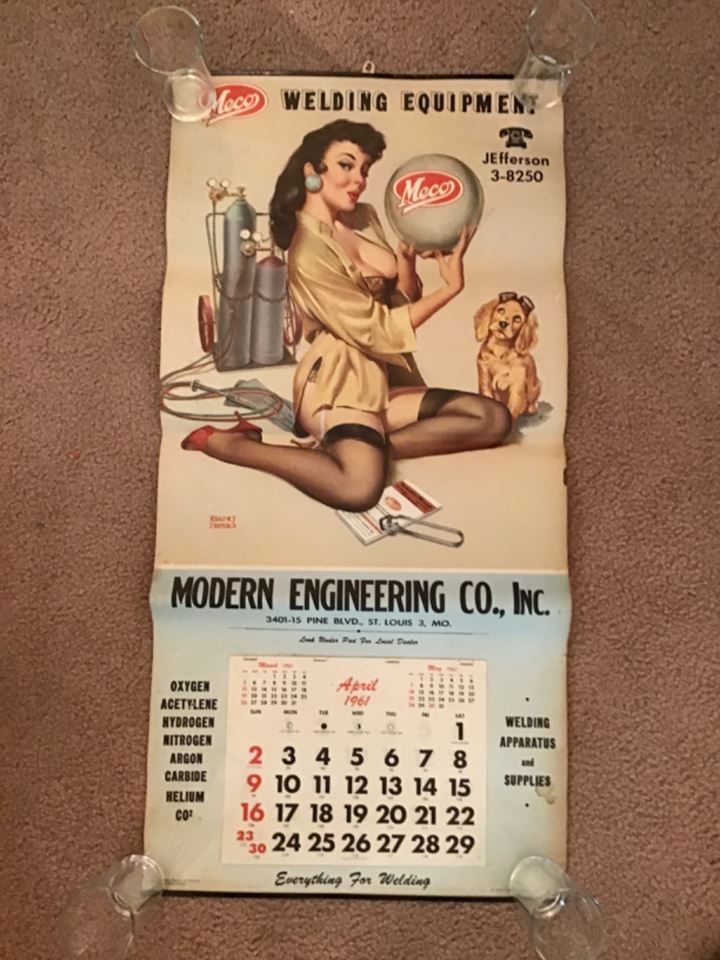 Meco WELDING EQUIPMENT
JEfferson
3-8250
Meco
MODERN ENGINEERING CO., INC.
3401-15 PINE BLVD., ST. LOUIS 3, MO.
Look Under Pad For Local Dealer
OXYGEN
ACETYLENE
HYDROGEN
NITROGEN
ARGON
CARBIDE
HELIUM
CO²
March 1961
April
1961
May 1961
SUN MON TUE WED THU FRI SAT
1
2 3 4 5 6 7 8
9 10 11 12 13 14 15
16 17 18 19 20 21 22
23 30 24 25 26 27 28 29
WELDING
APPARATUS
and
SUPPLIES
Everything For Welding